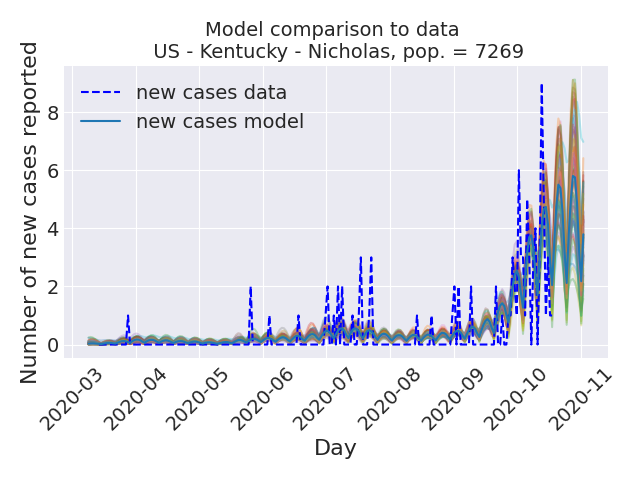 Model comparison to data
US - Kentucky - Nicholas, pop. = 7269
Number of new cases reported
new cases data
new cases model
8
6
4
2
0
2020-03
2020-04
2020-05
2020-06
2020-07
2020-08
2020-09
2020-10
2020-11
Day